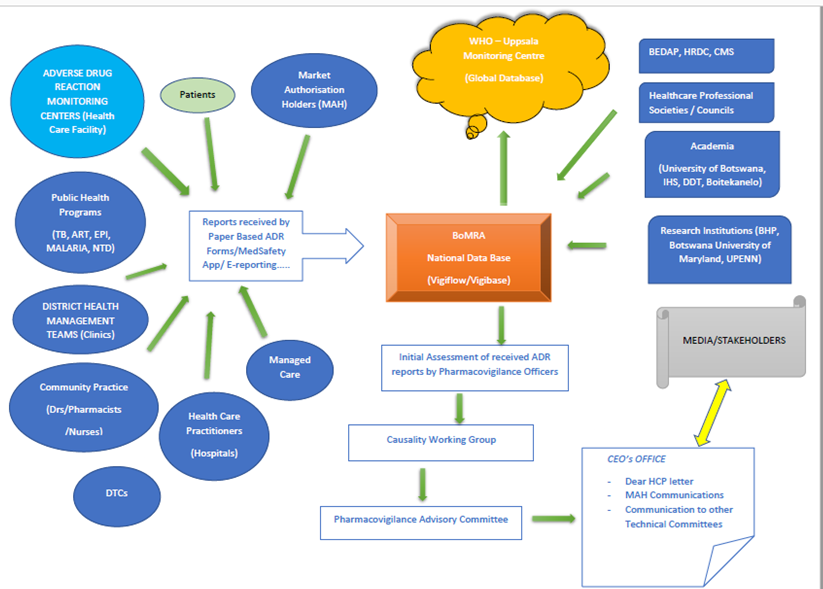 ADVERSE DRUG
REACTION
MONITORING
CENTERS (Health
Care Facility)
Patients
Market
Authorisation
Holders (MAH)
WHO – Uppsala
Monitoring Centre
(Global Database)
BEDAP, HRDC, CMS
Healthcare Professional
Societies / Councils
Academia
(University of Botswana,
IHS, DDT, Boitekanelo)
Research Institutions (BHP,
Botswana University of
Maryland, UPENN)
Public Health
Programs
(TB, ART, EPI,
MALARIA, NTD)
Reports received by
Paper Based ADR
Forms/MedSafety
App/ E-reporting.....
BoMRA
National Data Base
(Vigiflow/Vigibase)
DISTRICT HEALTH
MANAGEMENT
TEAMS (Clinics)
Community Practice
(Drs/Pharmacists
/Nurses)
DTCs
Health Care
Practitioners
(Hospitals)
Managed
Care
Initial Assessment of received ADR
reports by Pharmacovigilance Officers
Causality Working Group
Pharmacovigilance Advisory Committee
CEO's OFFICE
- Dear HCP letter
- MAH Communications
- Communication to other
Technical Committees
MEDIA/STAKEHOLDERS